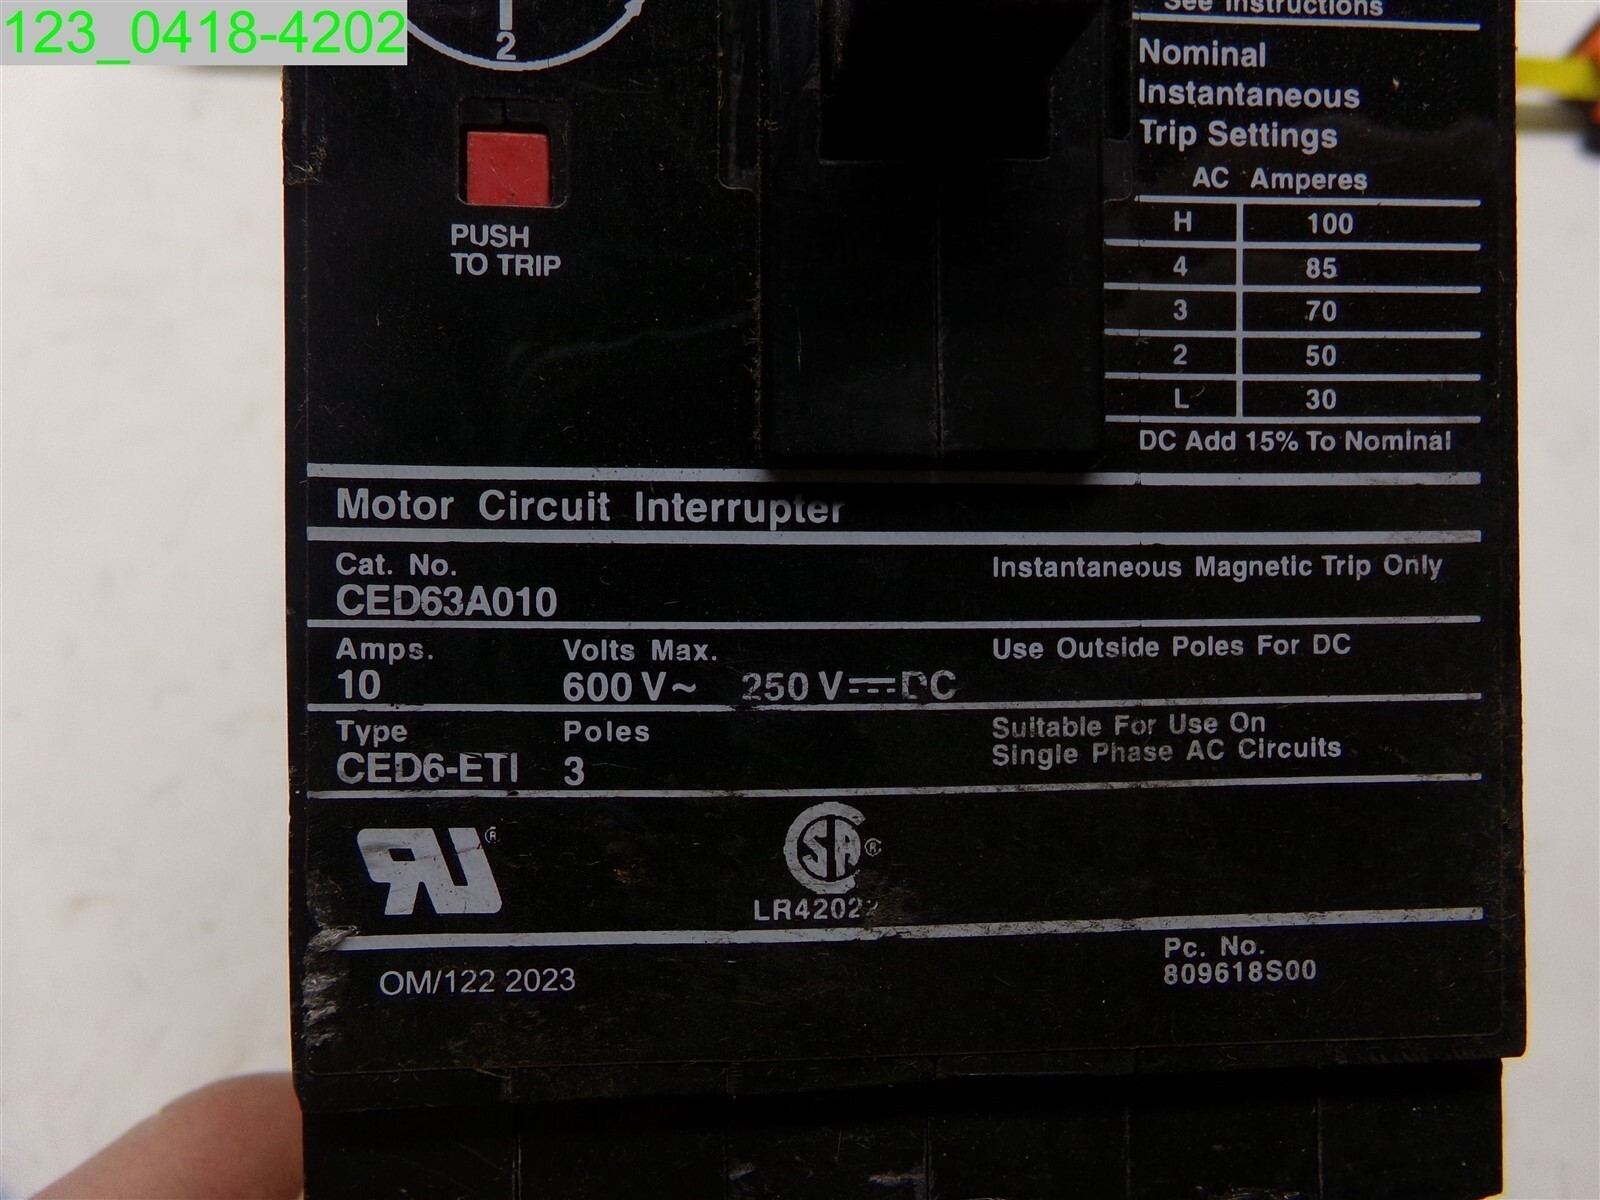 123_0418-4202
2
PUSH
TO TRIP
See Instructions
Nominal
Instantaneous
Trip Settings
AC Amperes
H 100
4 85
3 70
2 50
L 30
DC Add 15% To Nominal
Motor Circuit Interrupter
Cat. No.
CED63A010
Instantaneous Magnetic Trip Only
Amps.
10
Volts Max.
600 V~ 250 V⎓DC
Use Outside Poles For DC
Type
CED6-ETI
Poles
3
Suitable For Use On
Single Phase AC Circuits
RU®
CSA®
OM/122 2023
Pc. No.
809618S00